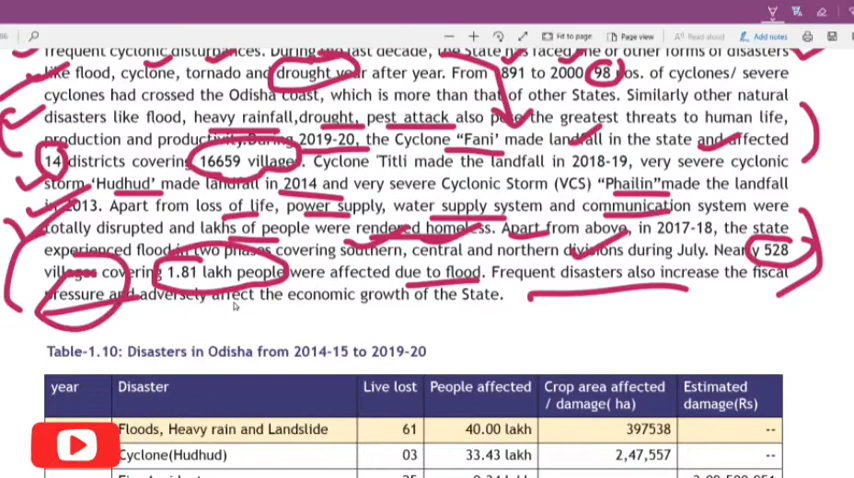 Fit to page
Page view
Read aloud
Add notes
frequent cyclonic disturbances. During the last decade, the State has faced one or other forms of disasters
like flood, cyclone, tornado and drought year after year. From 1891 to 2000, 98 nos. of cyclones/ severe
cyclones had crossed the Odisha coast, which is more than that of other States. Similarly other natural
disasters like flood, heavy rainfall,drought, pest attack also pose the greatest threats to human life,
production and productivity.During 2019-20, the Cyclone "Fani' made landfall in the state and affected
14 districts covering 16659 villages. Cyclone Titli made the landfall in 2018-19, very severe cyclonic
storm 'Hudhud' made landfall in 2014 and very severe Cyclonic Storm (VCS) "Phailin"made the landfall
in 2013. Apart from loss of life, power supply, water supply system and communication system were
totally disrupted and lakhs of people were rendered homeless. Apart from above, in 2017-18, the state
experienced flood in two phases covering southern, central and northern divisions during July. Nearly 528
villages covering 1.81 lakh people were affected due to flood. Frequent disasters also increase the fiscal
pressure and adversely affect the economic growth of the State.
Table-1.10: Disasters in Odisha from 2014-15 to 2019-20
year Disaster Live lost People affected Crop area affected / damage( ha) Estimated damage(Rs)
Floods, Heavy rain and Landslide 61 40.00 lakh 397538 --
Cyclone(Hudhud) 03 33.43 lakh 2,47,557 --